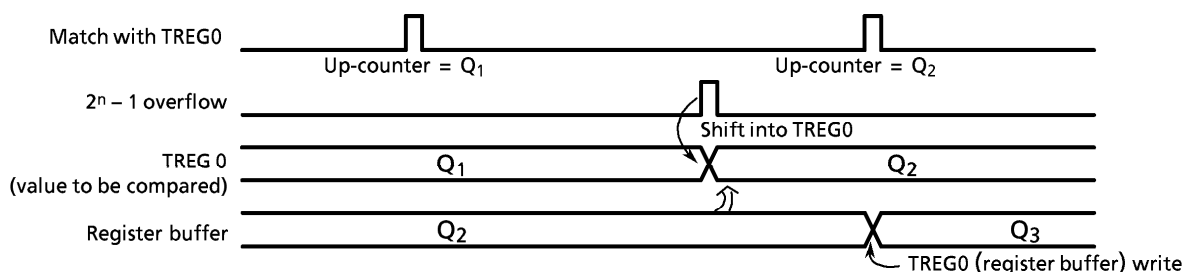 Match with TREG0
Up-counter = Q1
Up-counter = Q2
2n – 1 overflow
Shift into TREG0
TREG 0
(value to be compared)
Q1
Q2
Register buffer
Q2
Q3
TREG0 (register buffer) write